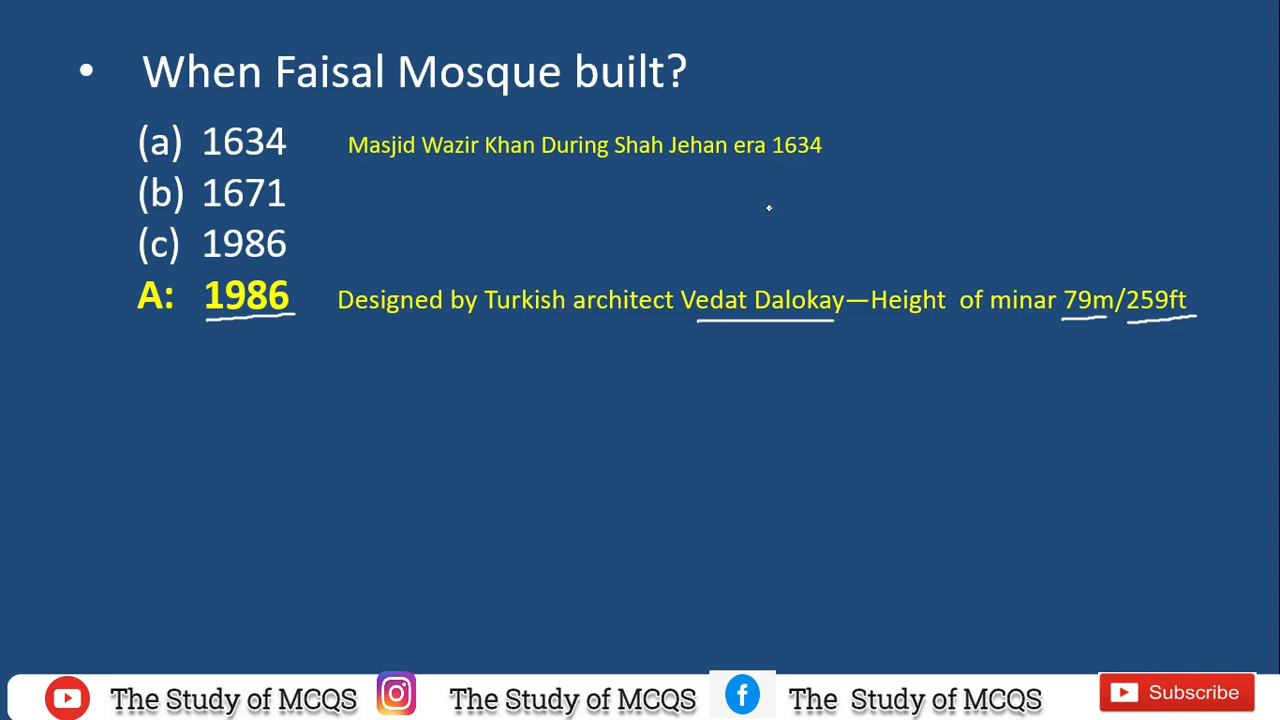 • When Faisal Mosque built?
(a) 1634 Masjid Wazir Khan During Shah Jehan era 1634
(b) 1671
(c) 1986
A: 1986 Designed by Turkish architect Vedat Dalokay—Height of minar 79m/259ft
The Study of MCQS The Study of MCQS The Study of MCQS Subscribe